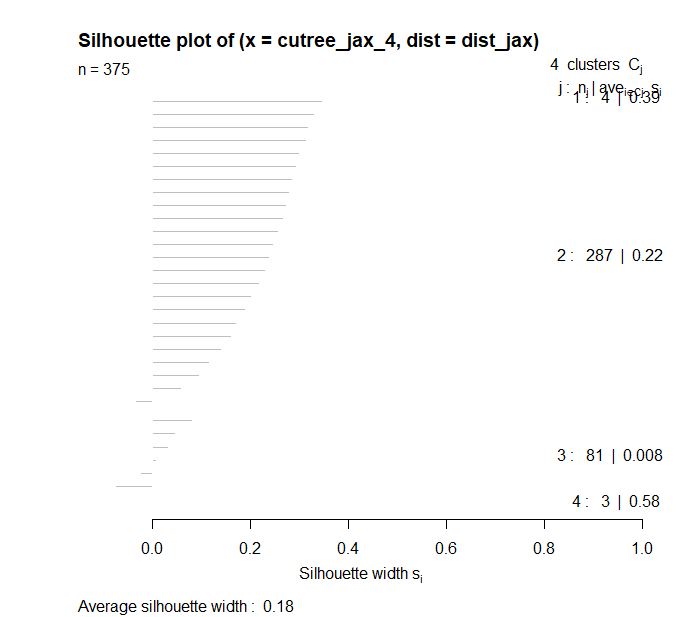 Silhouette plot of (x = cutree_jax_4, dist = dist_jax)
n = 375
4 clusters Cj
j : nj | avei∈Cj si
1 : 4 | 0.39
2 : 287 | 0.22
3 : 81 | 0.008
4 : 3 | 0.58
0.0 0.2 0.4 0.6 0.8 1.0
Silhouette width si
Average silhouette width : 0.18